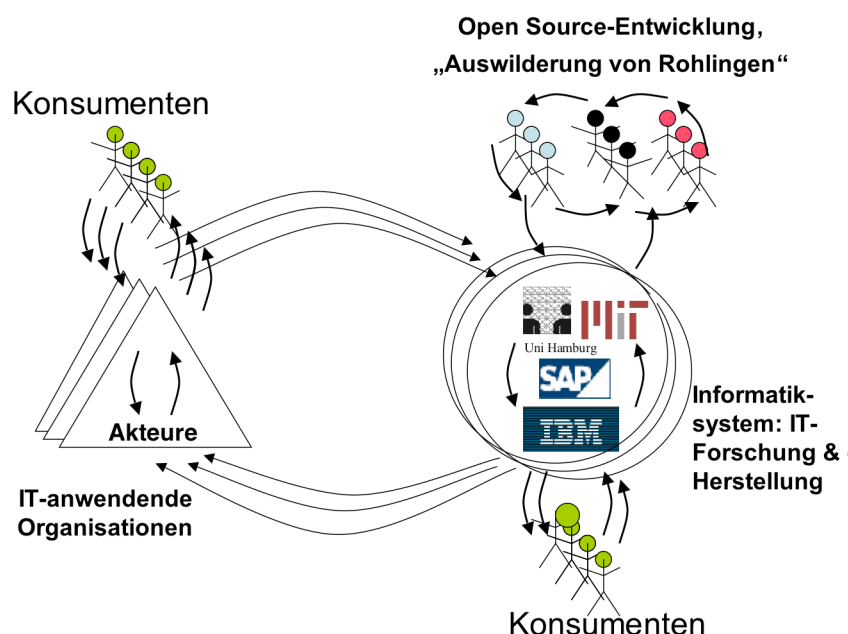 Open Source-Entwicklung,
„Auswilderung von Rohlingen“
Konsumenten
MIT
Uni Hamburg
SAP
IBM
Informatik-
system: IT-
Forschung & -
Herstellung
Akteure
IT-anwendende
Organisationen
Konsumenten